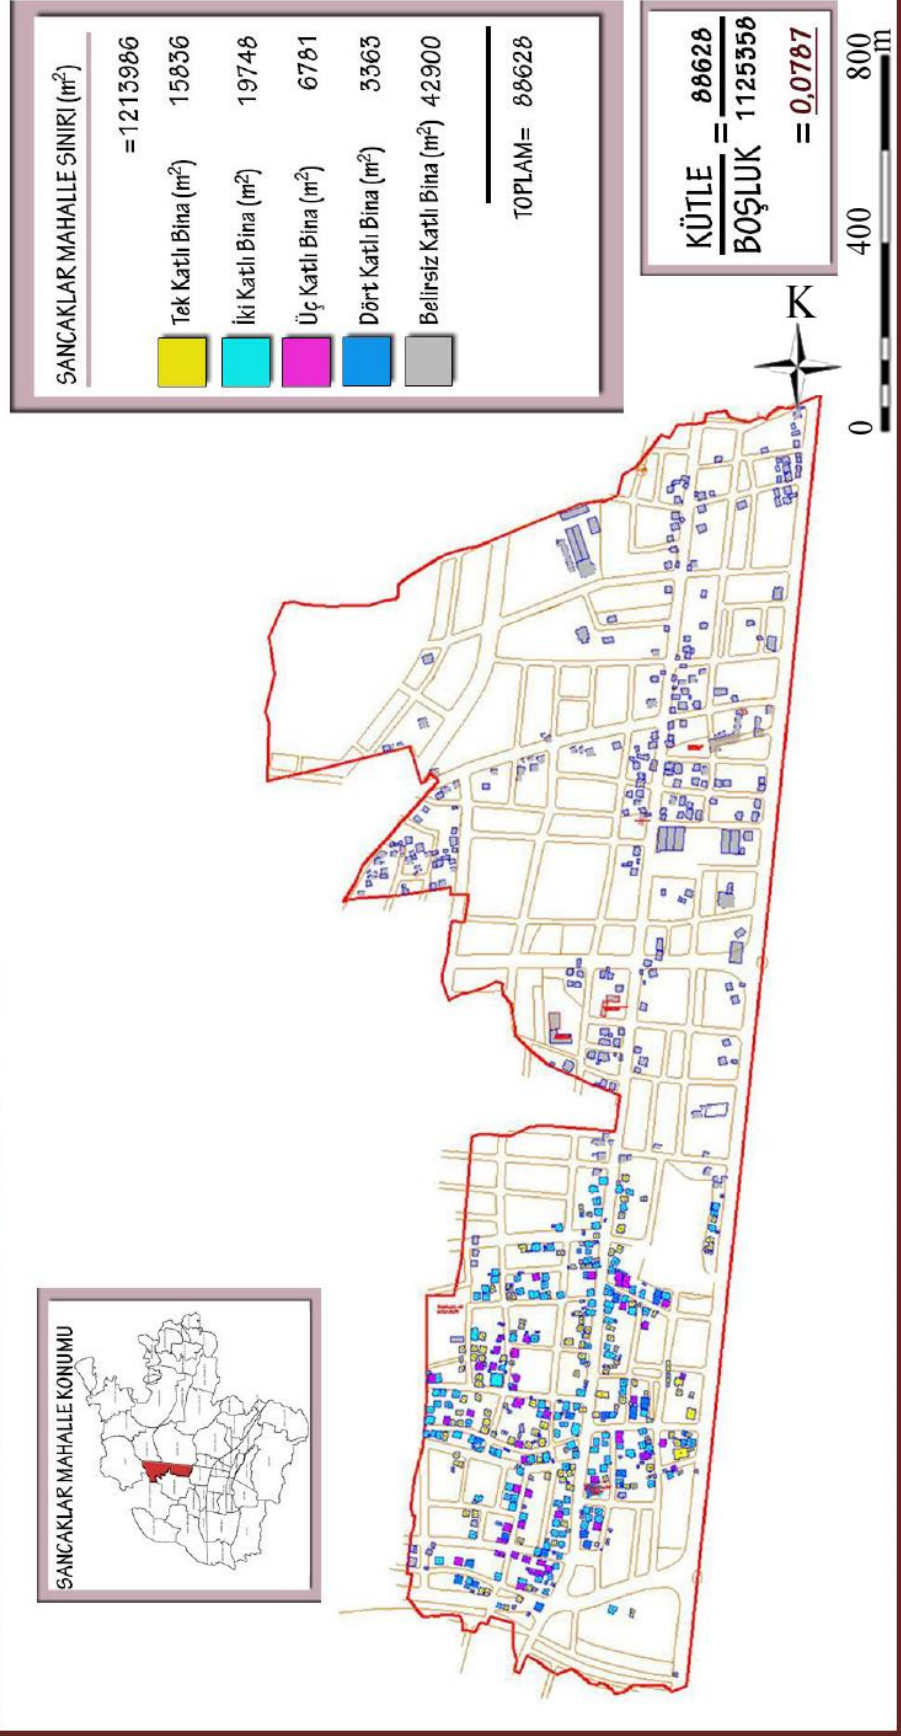 SANCAKLAR MAHALLE KONUMU
SANCAKLAR MAHALLE SINIRI (m²)
=1213986
Tek Katlı Bina (m²) 15836
İki Katlı Bina (m²) 19748
Üç Katlı Bina (m²) 6781
Dört Katlı Bina (m²) 3363
Belirsiz Katlı Bina (m²) 42900
TOPLAM= 88628
KÜTLE = 88628
BOŞLUK 1125358
= 0,0787
K
0 400 800
m